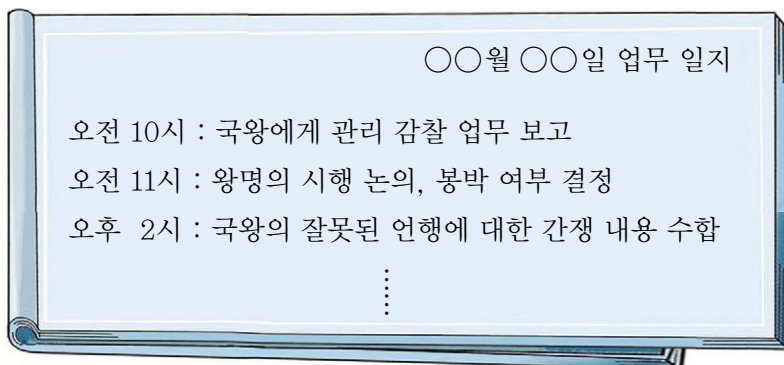 ○○월 ○○일 업무 일지
오전 10시 : 국왕에게 관리 감찰 업무 보고
오전 11시 : 왕명의 시행 논의, 봉박 여부 결정
오후 2시 : 국왕의 잘못된 언행에 대한 간쟁 내용 수합
⋮